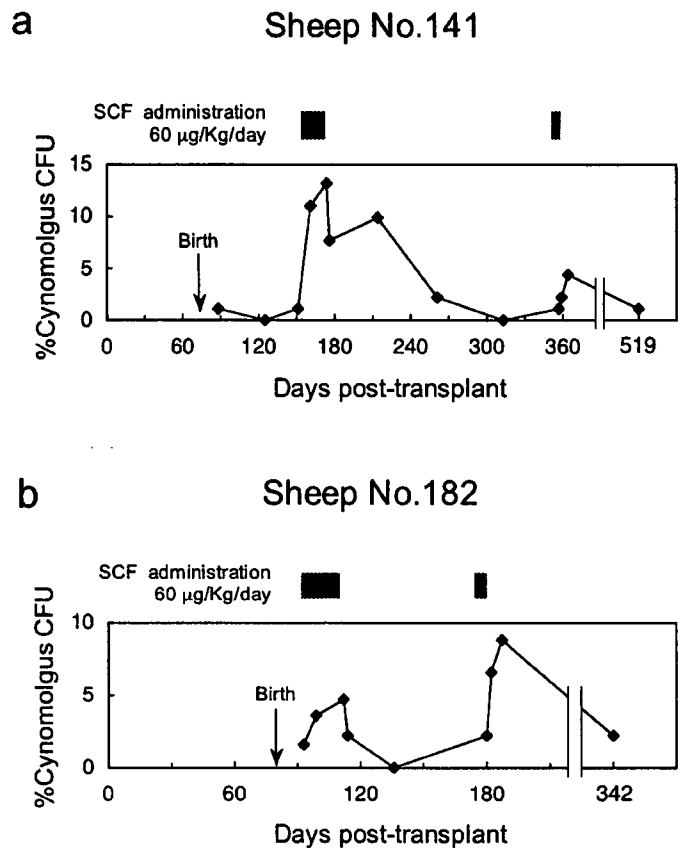 a
Sheep No.141
SCF administration
60 µg/Kg/day
%Cynomolgus CFU
15
10
5
0
Birth
0 60 120 180 240 300 360 519
Days post-transplant
b
Sheep No.182
SCF administration
60 µg/Kg/day
%Cynomolgus CFU
10
5
0
Birth
0 60 120 180 342
Days post-transplant